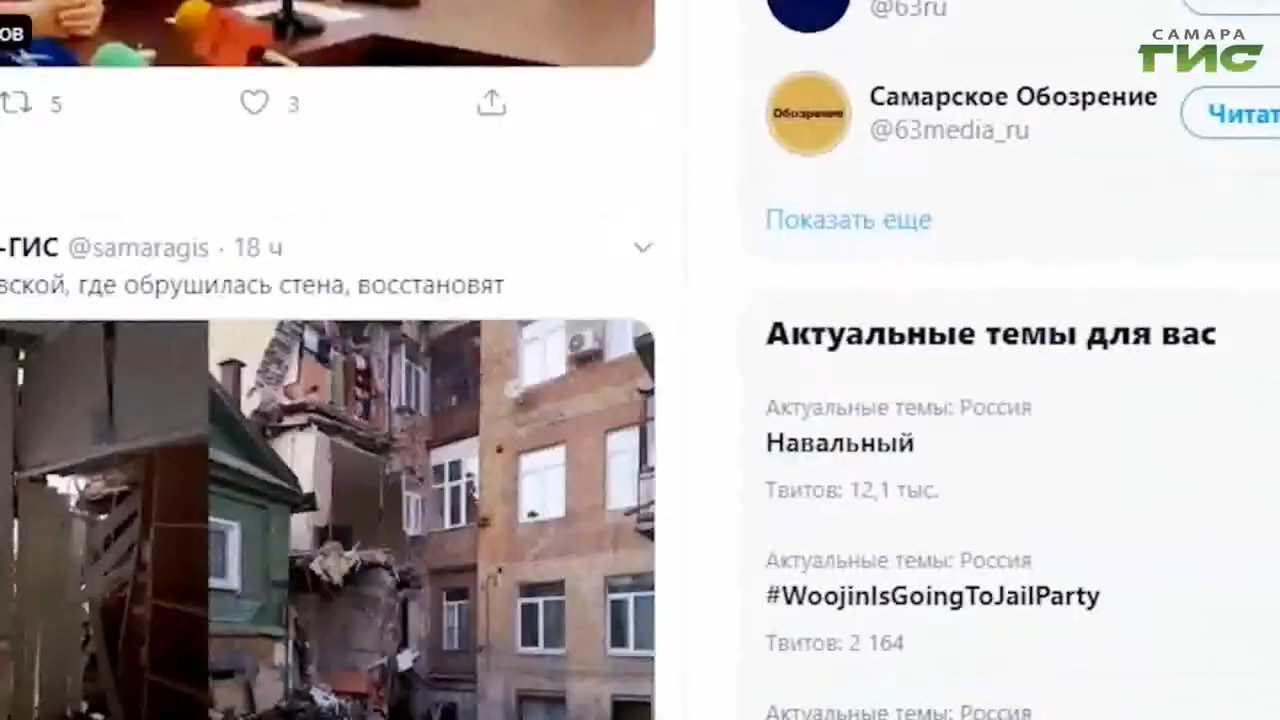 ов
5
3
-ГИС @samaragis · 18 ч
вской, где обрушилась стена, восстановят
@63ru
САМАРА
ГИС
Обозрение
Самарское Обозрение
@63media_ru
Читат
Показать еще
Актуальные темы для вас
Актуальные темы: Россия
Навальный
Твитов: 12,1 тыс.
Актуальные темы: Россия
#WoojinIsGoingToJailParty
Твитов: 2 164
Актуальные темы: Россия